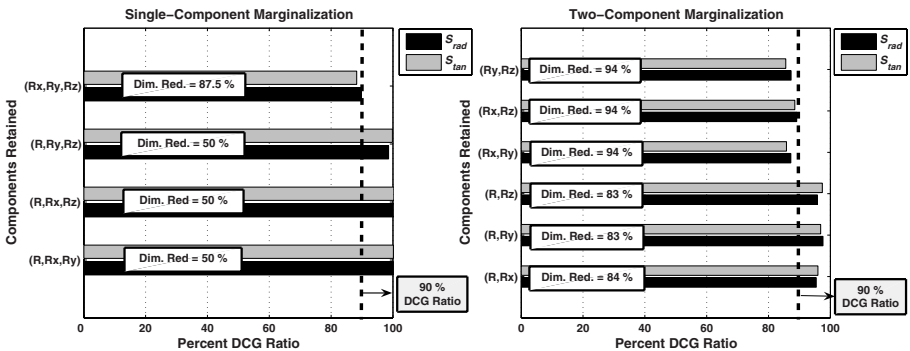 Single-Component Marginalization
S_rad
S_tan
Components Retained
(Rx,Ry,Rz)
Dim. Red. = 87.5 %
(R,Ry,Rz)
Dim. Red. = 50 %
(R,Rx,Rz)
Dim. Red = 50 %
(R,Rx,Ry)
Dim. Red = 50 %
90 %
DCG Ratio
0 20 40 60 80 100
Percent DCG Ratio
Two-Component Marginalization
S_rad
S_tan
Components Retained
(Ry,Rz)
Dim. Red. = 94 %
(Rx,Rz)
Dim. Red. = 94 %
(Rx,Ry)
Dim. Red. = 94 %
(R,Rz)
Dim. Red. = 83 %
(R,Ry)
Dim. Red. = 83 %
(R,Rx)
Dim. Red. = 84 %
90 %
DCG Ratio
0 20 40 60 80 100
Percent DCG Ratio